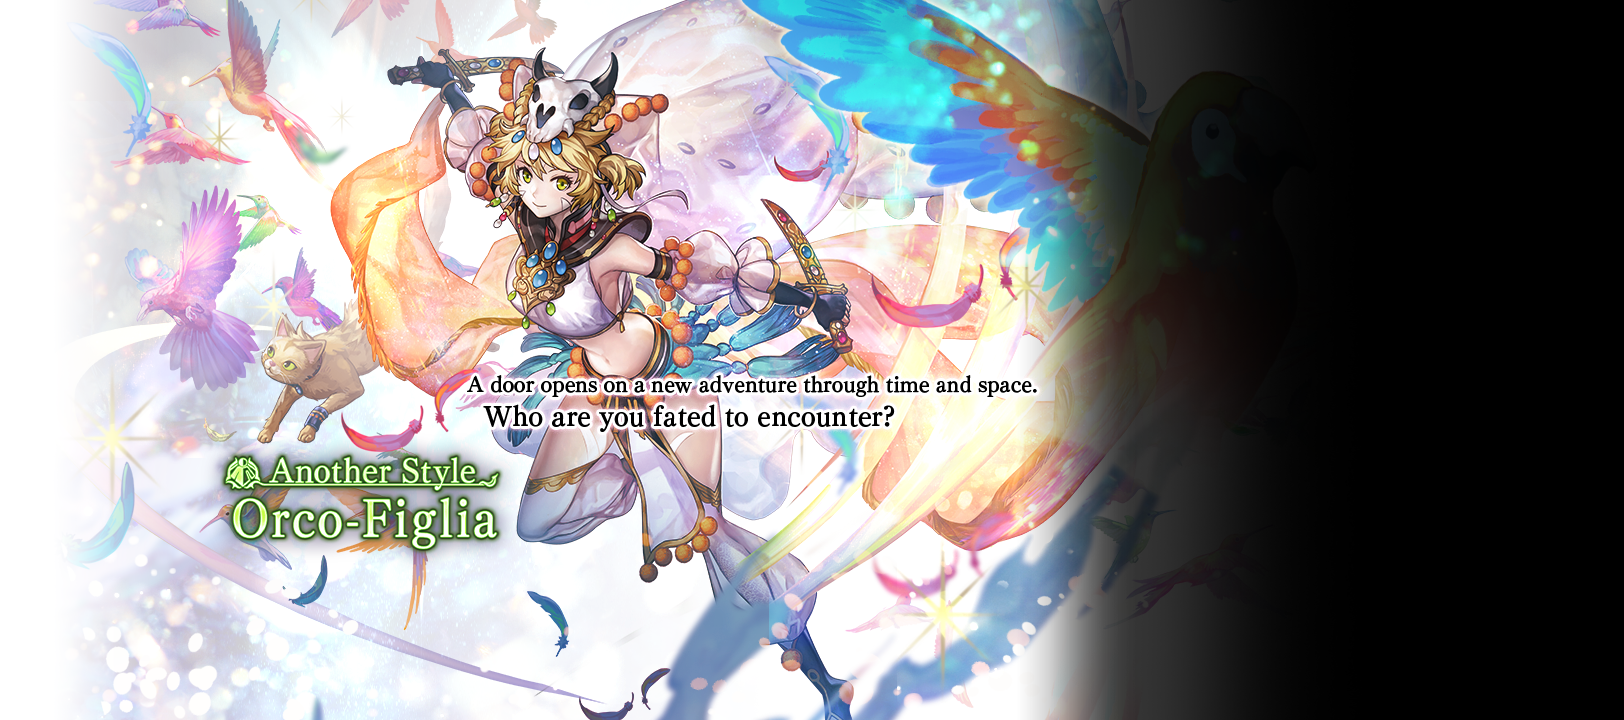 A door opens on a new adventure through time and space.
Who are you fated to encounter?
Another Style
Orco-Figlia